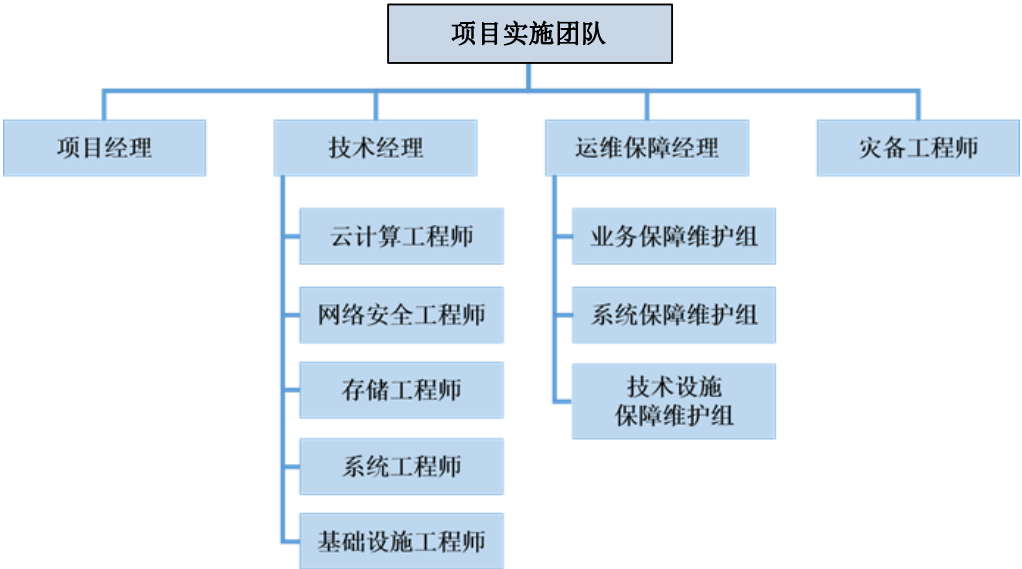 项目实施团队
项目经理
技术经理
运维保障经理
灾备工程师
云计算工程师
网络安全工程师
存储工程师
系统工程师
基础设施工程师
业务保障维护组
系统保障维护组
技术设施
保障维护组